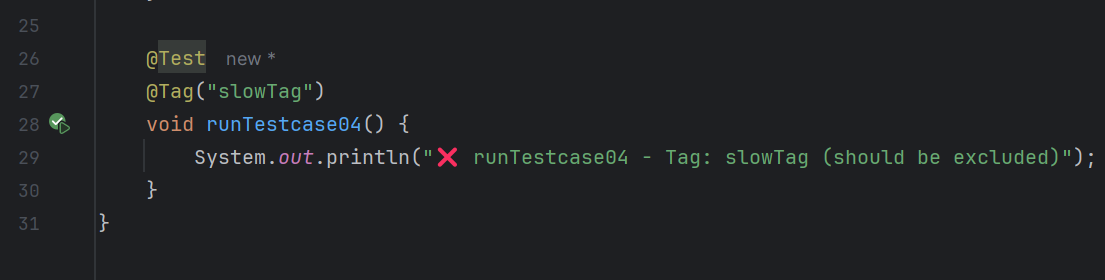 25
26 @Test new *
27 @Tag("slowTag")
28 void runTestcase04() {
29 System.out.println("❌ runTestcase04 - Tag: slowTag (should be excluded)");
30 }
31 }